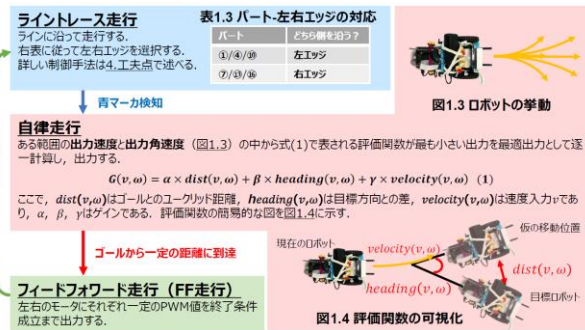 ライントレース走行
ラインに沿って走行する.
右表に従って左右エッジを選択する.
詳しい制御手法は4.工夫点で述べる.
表1.3 パート-左右エッジの対応
パート どちら側を沿う?
①/④/⑩ 左エッジ
⑦/⑬/⑯ 右エッジ
図1.3 ロボットの挙動
青マーカ検知
自律走行
ある範囲の出力速度と出力角速度(図1.3)の中から式(1)で表される評価関数が最も小さい出力を最適出力として逐
一計算し,出力する.
G(v,ω) = α × dist(v,ω) + β × heading(v,ω) + γ × velocity(v,ω) (1)
ここで,dist(v,ω)はゴールとのユークリッド距離,heading(v,ω)は目標方向との差,velocity(v,ω)は速度入力vであ
り,α,β,γはゲインである.評価関数の簡易的な図を図1.4に示す.
ゴールから一定の距離に到達
フィードフォワード走行(FF走行)
左右のモータにそれぞれ一定のPWM値を終了条件
成立まで出力する.
現在のロボット
velocity(v,ω)
仮の移動位置
heading(v,ω)
dist(v,ω)
目標ロボット
図1.4 評価関数の可視化